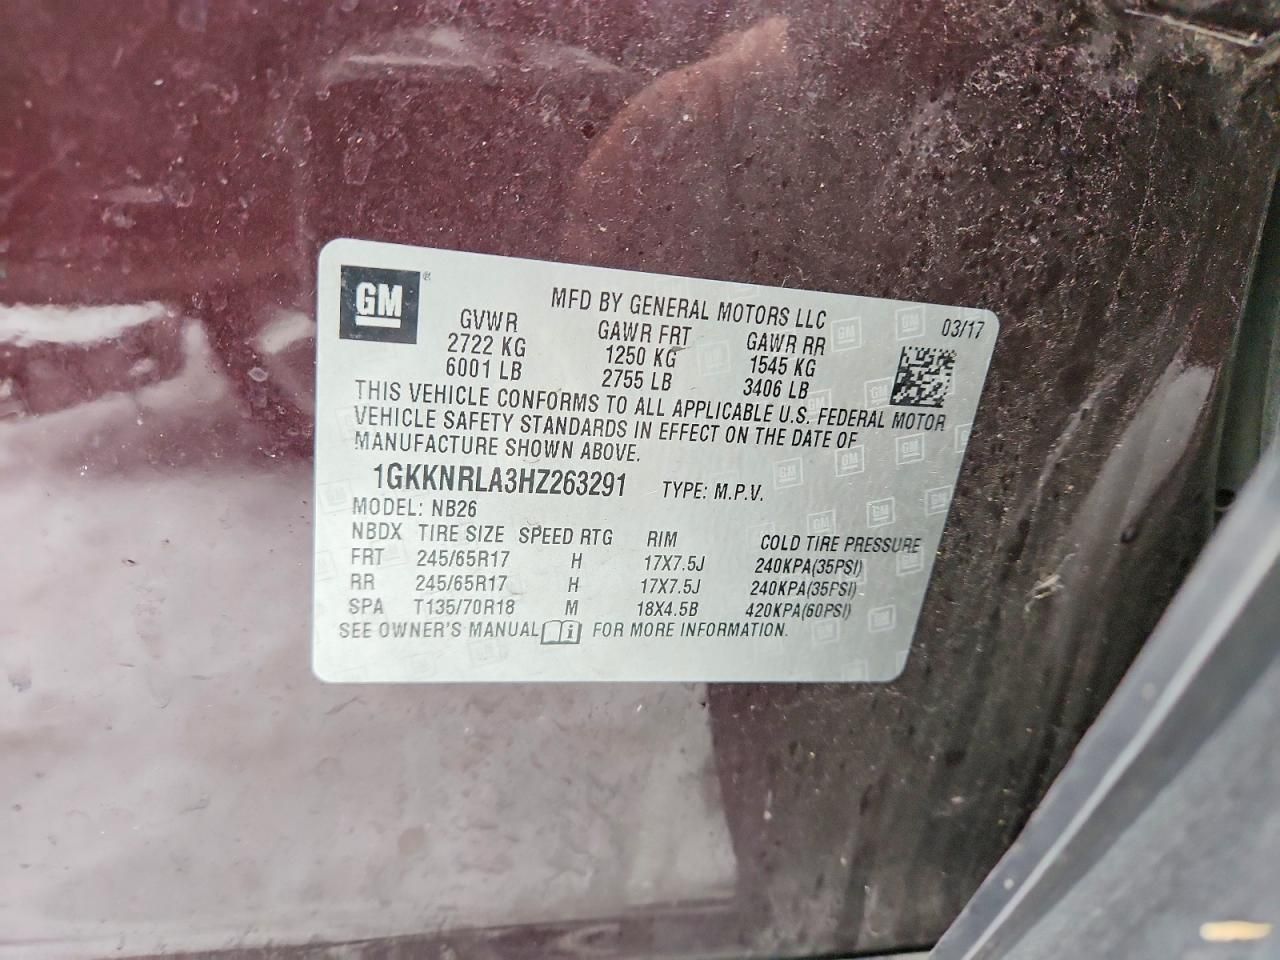 GM®
MFD BY GENERAL MOTORS LLC 03/17
GVWR GAWR FRT GAWR RR
2722 KG 1250 KG 1545 KG
6001 LB 2755 LB 3406 LB
THIS VEHICLE CONFORMS TO ALL APPLICABLE U.S. FEDERAL MOTOR
VEHICLE SAFETY STANDARDS IN EFFECT ON THE DATE OF
MANUFACTURE SHOWN ABOVE.
1GKKNRLA3HZ263291 TYPE: M.P.V.
MODEL: NB26
NBDX TIRE SIZE SPEED RTG RIM COLD TIRE PRESSURE
FRT 245/65R17 H 17X7.5J 240KPA(35PSI)
RR 245/65R17 H 17X7.5J 240KPA(35PSI)
SPA T135/70R18 M 18X4.5B 420KPA(60PSI)
SEE OWNER'S MANUAL i FOR MORE INFORMATION.